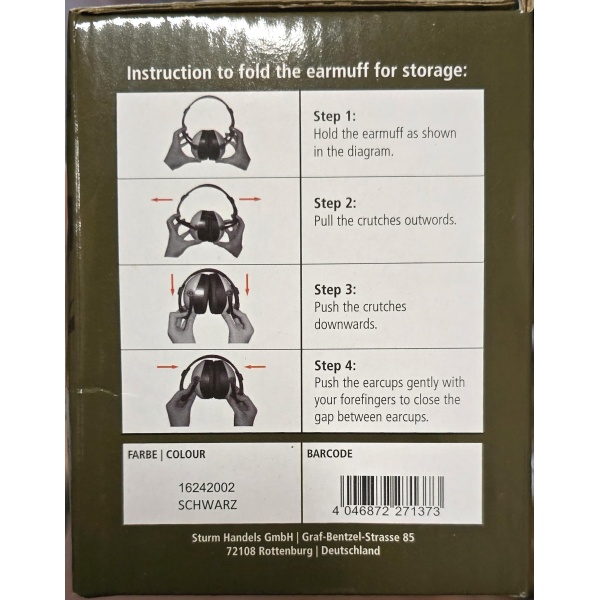 Instruction to fold the earmuff for storage:
Step 1:
Hold the earmuff as shown
in the diagram.
Step 2:
Pull the crutches outwords.
Step 3:
Push the crutches
downwards.
Step 4:
Push the earcups gently with
your forefingers to close the
gap between earcups.
FARBE | COLOUR
16242002
SCHWARZ
BARCODE
4 046872 271373
Sturm Handels GmbH | Graf-Bentzel-Strasse 85
72108 Rottenburg | Deutschland